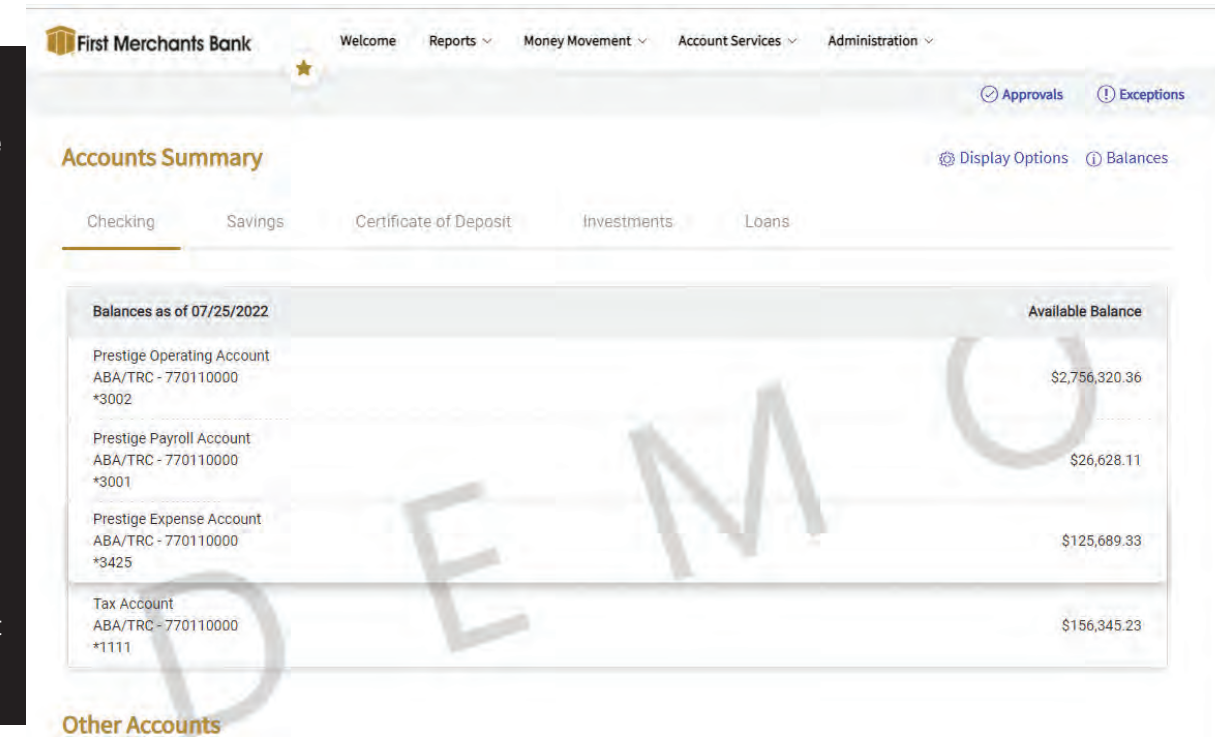 First Merchants Bank
Welcome Reports Money Movement Account Services Administration
Approvals Exceptions
Accounts Summary
Display Options Balances
Checking Savings Certificate of Deposit Investments Loans
Balances as of 07/25/2022 Available Balance
Prestige Operating Account
ABA/TRC - 770110000 $2,756,320.36
*3002
Prestige Payroll Account
ABA/TRC - 770110000 $26,628.11
*3001
Prestige Expense Account
ABA/TRC - 770110000 $125,689.33
*3425
Tax Account
ABA/TRC - 770110000 $156,345.23
*1111
DEMO
Other Accounts